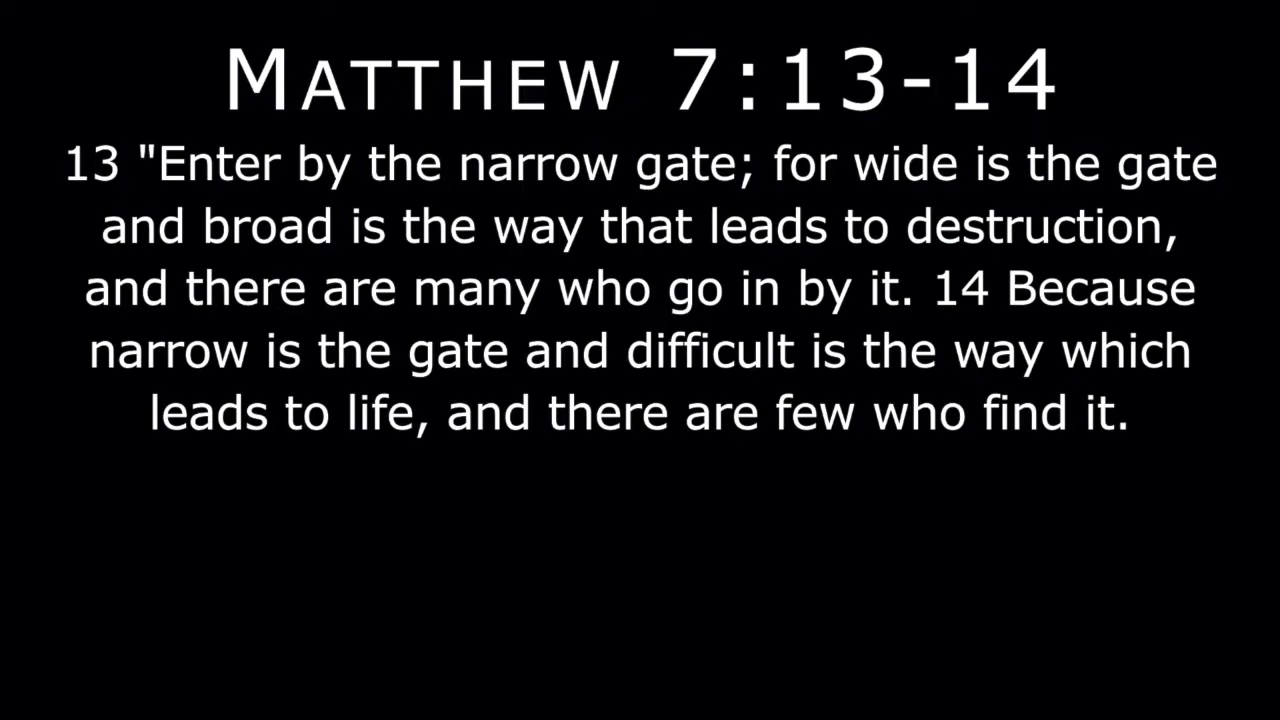 MATTHEW 7:13-14
13 "Enter by the narrow gate; for wide is the gate
and broad is the way that leads to destruction,
and there are many who go in by it. 14 Because
narrow is the gate and difficult is the way which
leads to life, and there are few who find it.